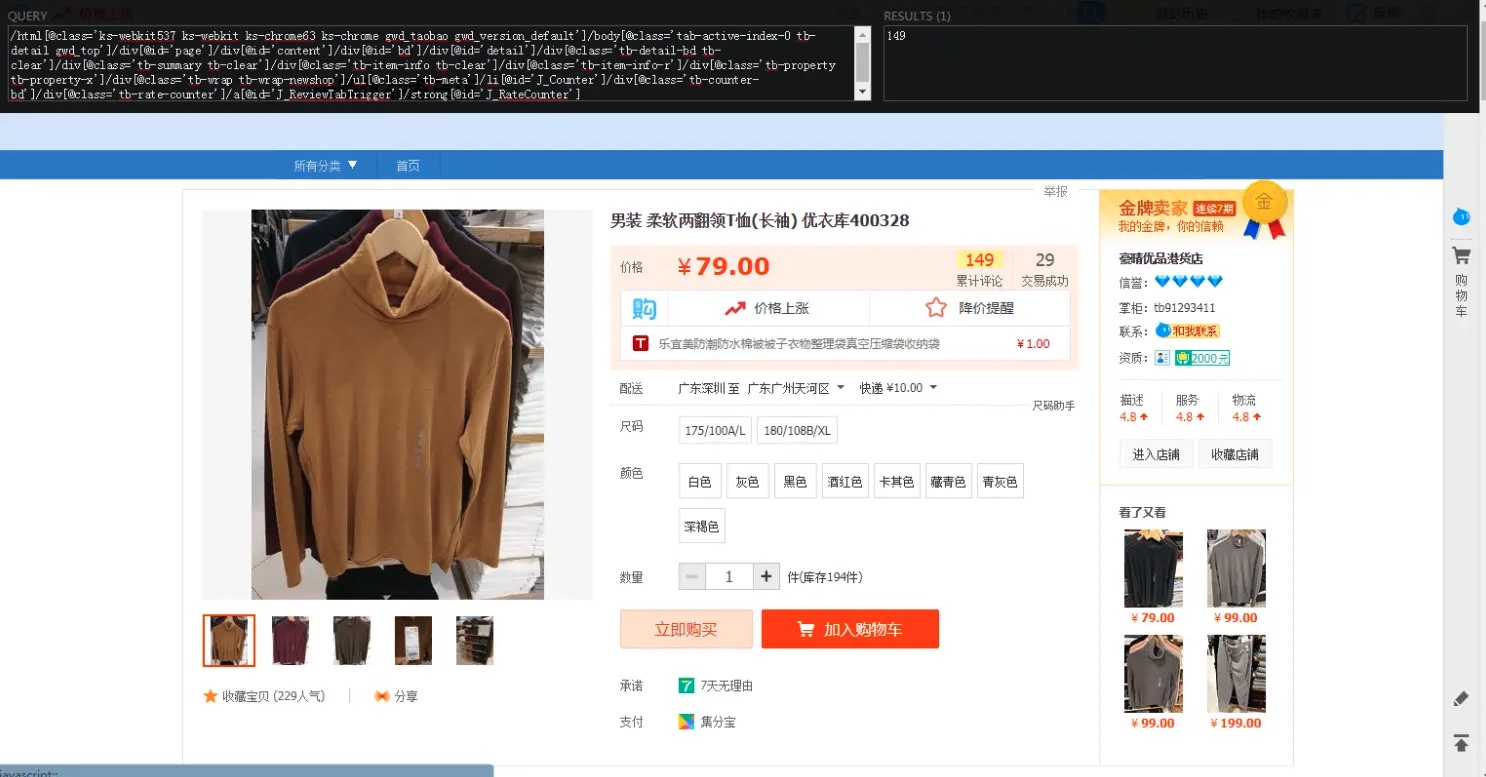 QUERY
RESULTS (1)
/html[@class='ks-webkit537 ks-webkit ks-chrome63 ks-chrome gwd_taobao gwd_version_default']/body[@class='tab-active-index-0 tb-
detail gwd_top']/div[@id='page']/div[@id='content']/div[@id='bd']/div[@id='detail']/div[@class='tb-detail-bd tb-
clear']/div[@class='tb-summary tb-clear']/div[@class='tb-item-info tb-clear']/div[@class='tb-item-info-r']/div[@class='tb-property
tb-property-x']/div[@class='tb-wrap tb-wrap-newshop']/ul[@class='tb-meta']/li[@id='J_Counter']/div[@class='tb-counter-
bd']/div[@class='tb-rate-counter']/a[@id='J_ReviewTabTrigger']/strong[@id='J_RateCounter']
149
所有分类 首页
举报
男装 柔软两翻领T恤(长袖) 优衣库400328
价格 ¥79.00
149 29
累计评论 交易成功
购 价格上涨 降价提醒
T 乐宜美防潮防水棉被被子衣物整理袋真空压缩袋收纳袋 ¥1.00
配送 广东深圳 至 广东广州天河区 快递 ¥10.00
尺码助手
尺码 175/100A/L 180/108B/XL
颜色 白色 灰色 黑色 酒红色 卡其色 藏青色 青灰色
深褐色
数量 1 件(库存194件)
立即购买 加入购物车
承诺 7 7天无理由
支付 集分宝
收藏宝贝 (229人气) 分享
金牌卖家 连续7期 金
我的金牌，你的信赖
豪晴优品港货店
信誉：
掌柜：tb91293411
联系：和我联系
资质：2000元
描述 服务 物流
4.8 4.8 4.8
进入店铺 收藏店铺
看了又看
¥79.00 ¥99.00
¥99.00 ¥199.00
购物车
javascript: